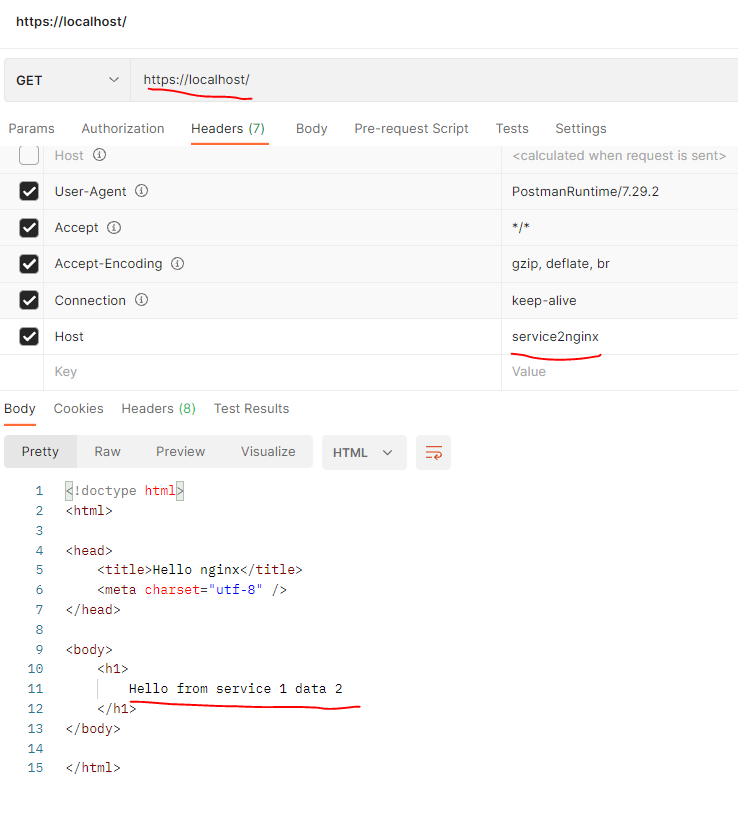 https://localhost/
GET https://localhost/
Params Authorization Headers (7) Body Pre-request Script Tests Settings
Host <calculated when request is sent>
User-Agent PostmanRuntime/7.29.2
Accept */*
Accept-Encoding gzip, deflate, br
Connection keep-alive
Host service2nginx
Key Value
Body Cookies Headers (8) Test Results
Pretty Raw Preview Visualize HTML
1 <!doctype html>
2 <html>
3
4 <head>
5 <title>Hello nginx</title>
6 <meta charset="utf-8" />
7 </head>
8
9 <body>
10 <h1>
11 Hello from service 1 data 2
12 </h1>
13 </body>
14
15 </html>